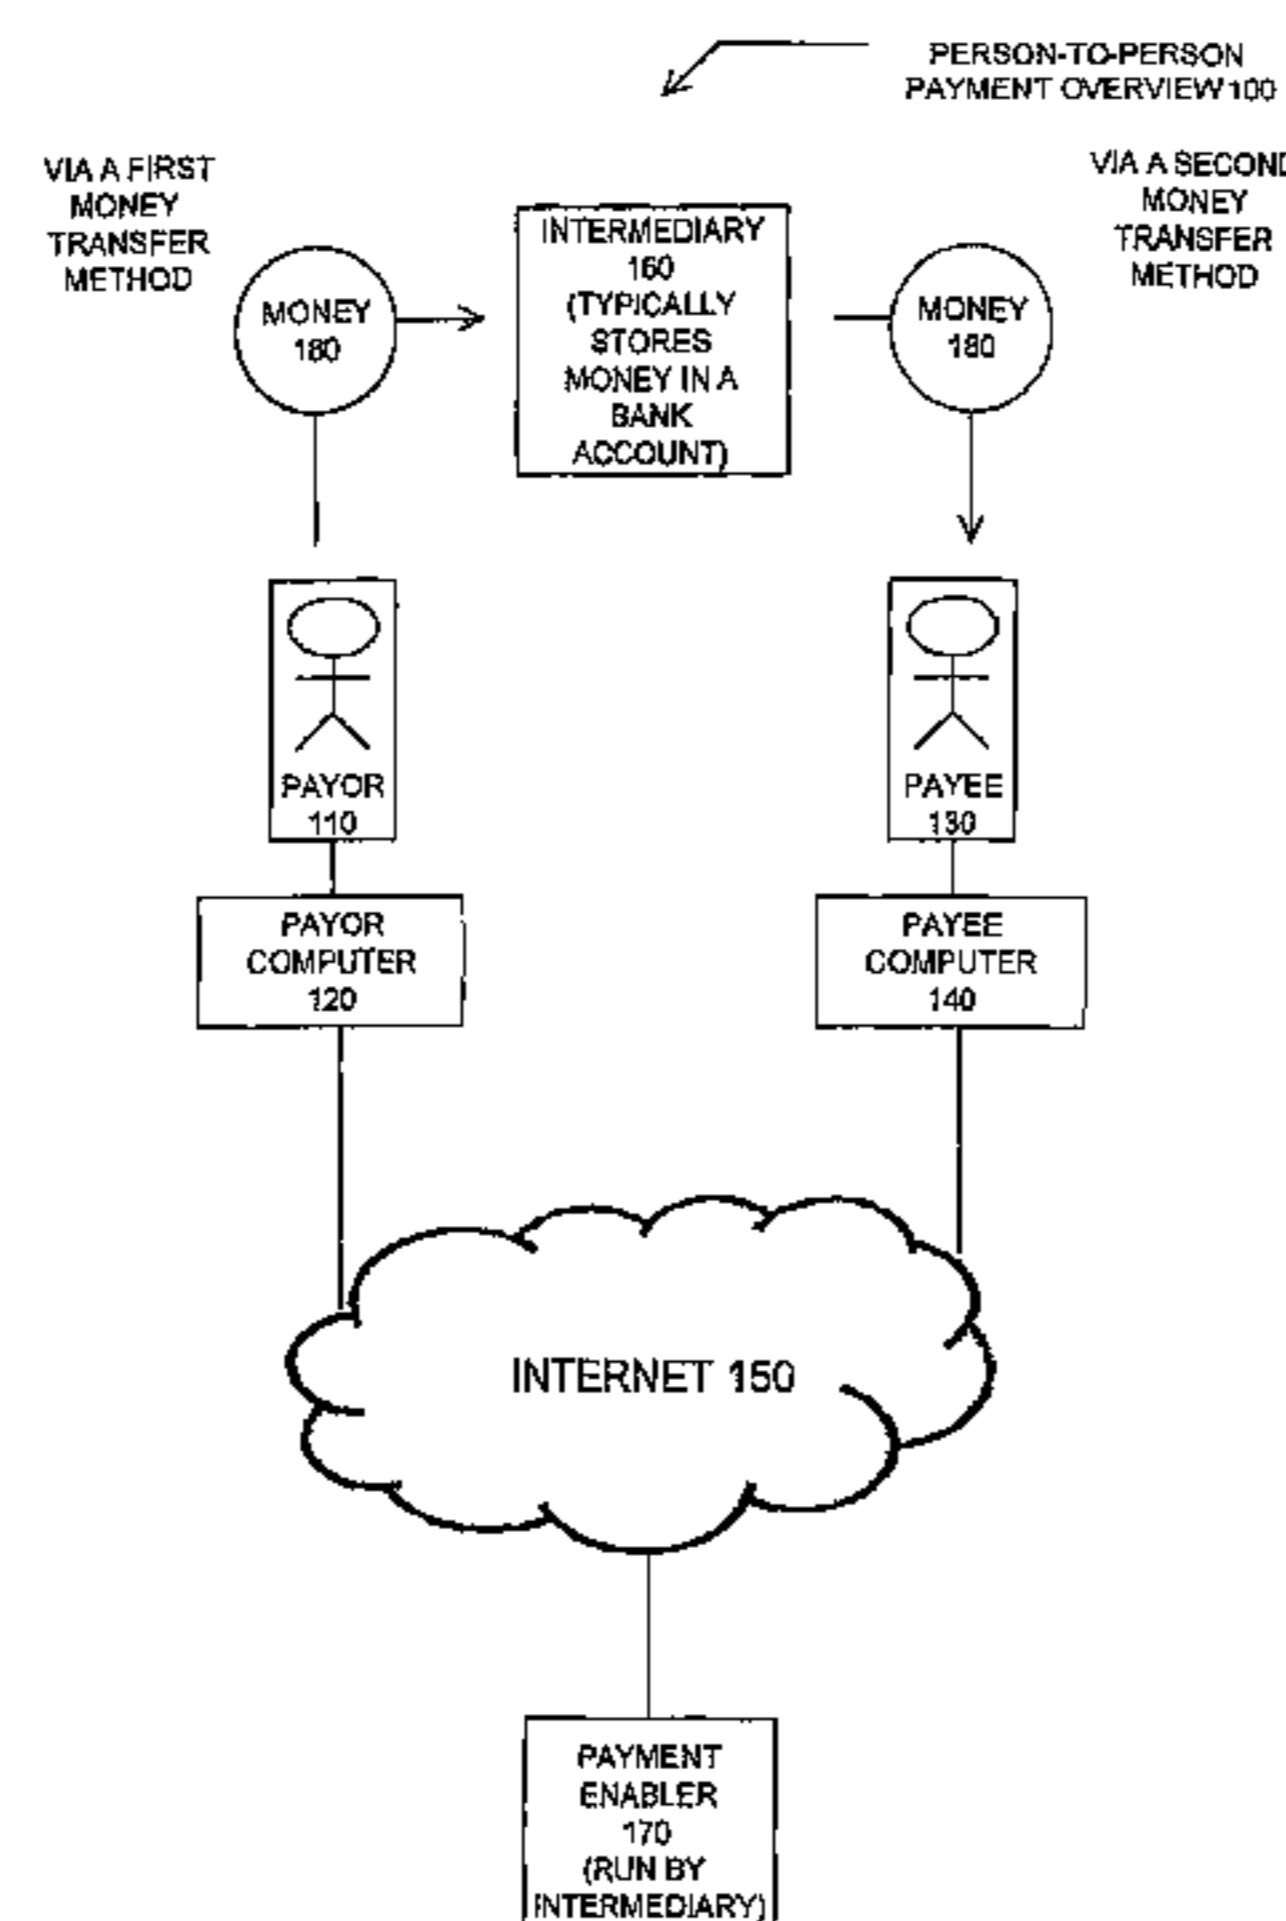 PERSON-TO-PERSON
PAYMENT OVERVIEW 100
VIA A FIRST
MONEY
TRANSFER
METHOD
VIA A SECOND
MONEY
TRANSFER
METHOD
MONEY
180
INTERMEDIARY
160
(TYPICALLY
STORES
MONEY IN A
BANK
ACCOUNT)
MONEY
180
PAYOR
110
PAYEE
130
PAYOR
COMPUTER
120
PAYEE
COMPUTER
140
INTERNET 150
PAYMENT
ENABLER
170
(RUN BY
INTERMEDIARY)